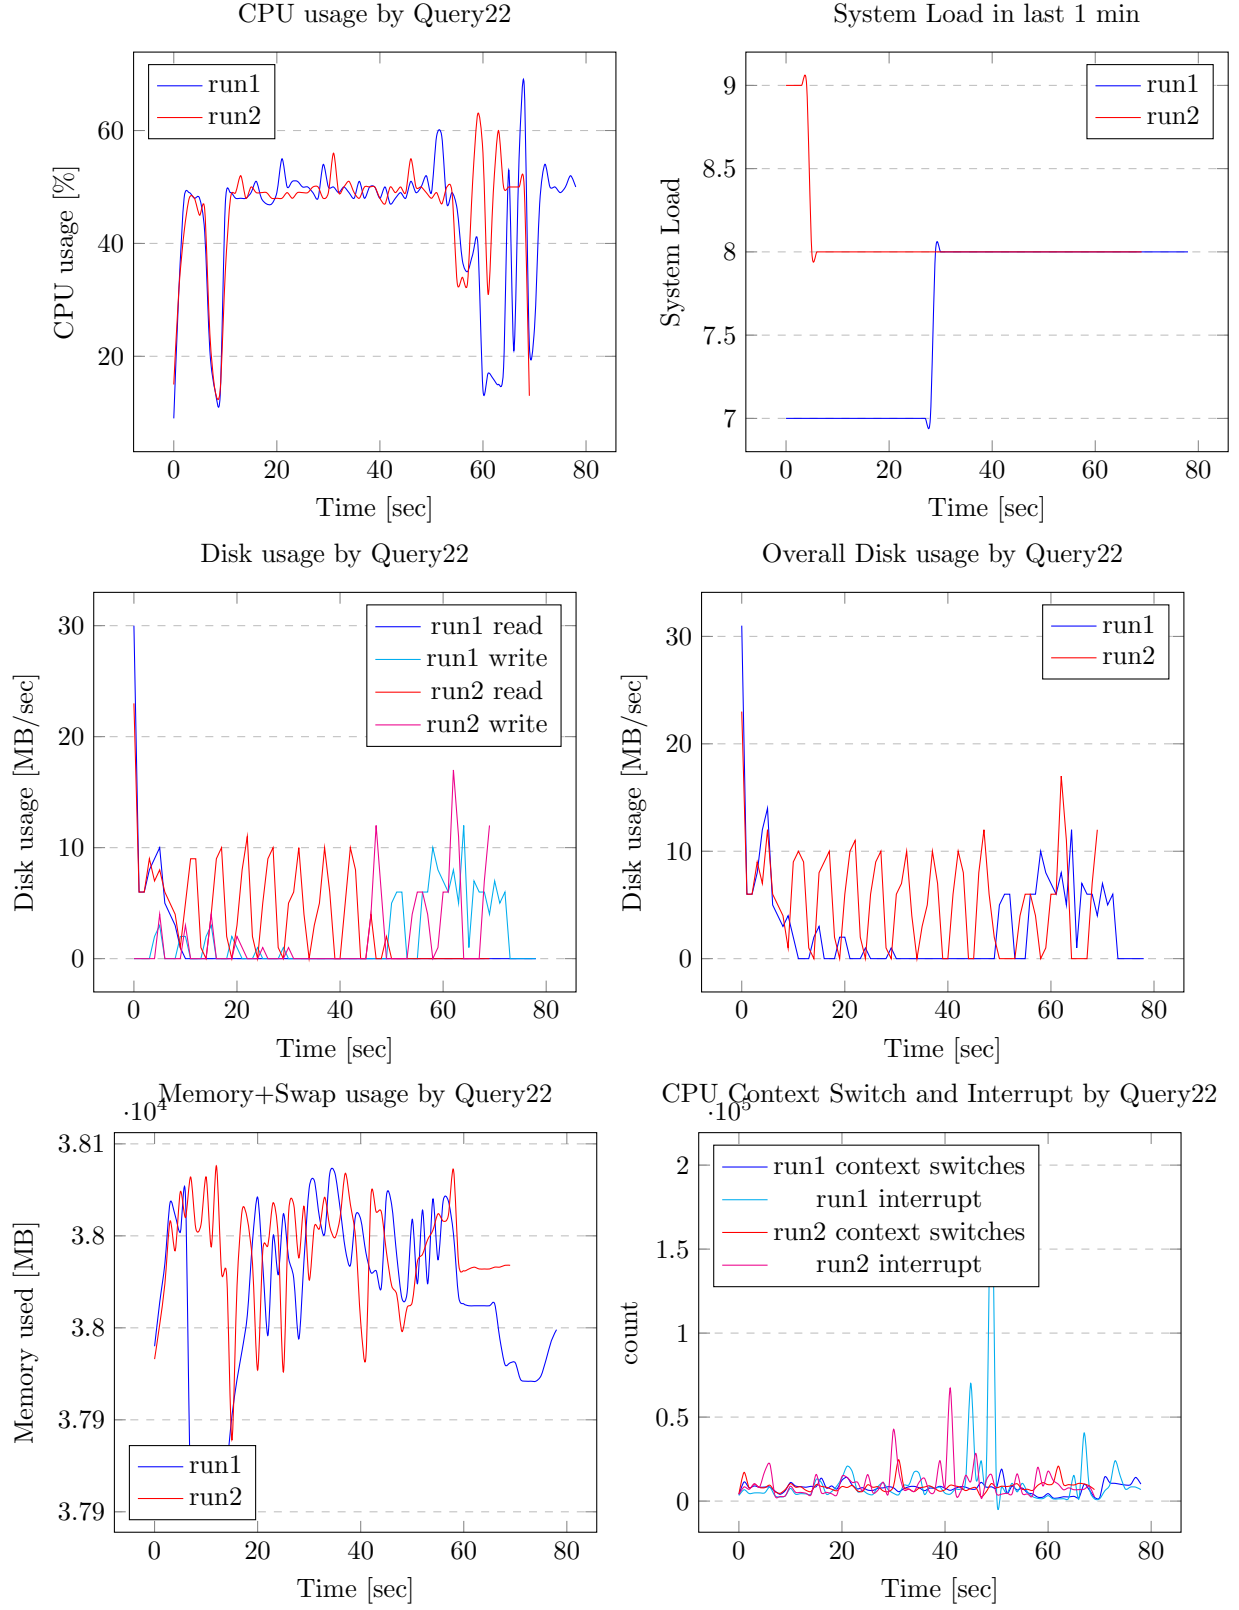 CPU usage by Query22
run1
run2
60
40
20
CPU usage [%]
0 20 40 60 80
Time [sec]
System Load in last 1 min
run1
run2
9
8.5
8
7.5
7
System Load
0 20 40 60 80
Time [sec]
Disk usage by Query22
run1 read
run1 write
run2 read
run2 write
30
20
10
0
Disk usage [MB/sec]
0 20 40 60 80
Time [sec]
Overall Disk usage by Query22
run1
run2
30
20
10
0
Disk usage [MB/sec]
0 20 40 60 80
Time [sec]
Memory+Swap usage by Query22
·10⁴
3.81
3.8
3.8
3.79
3.79
Memory used [MB]
run1
run2
0 20 40 60 80
Time [sec]
CPU Context Switch and Interrupt by Query22
·10⁵
run1 context switches
run1 interrupt
run2 context switches
run2 interrupt
2
1.5
1
0.5
0
count
0 20 40 60 80
Time [sec]